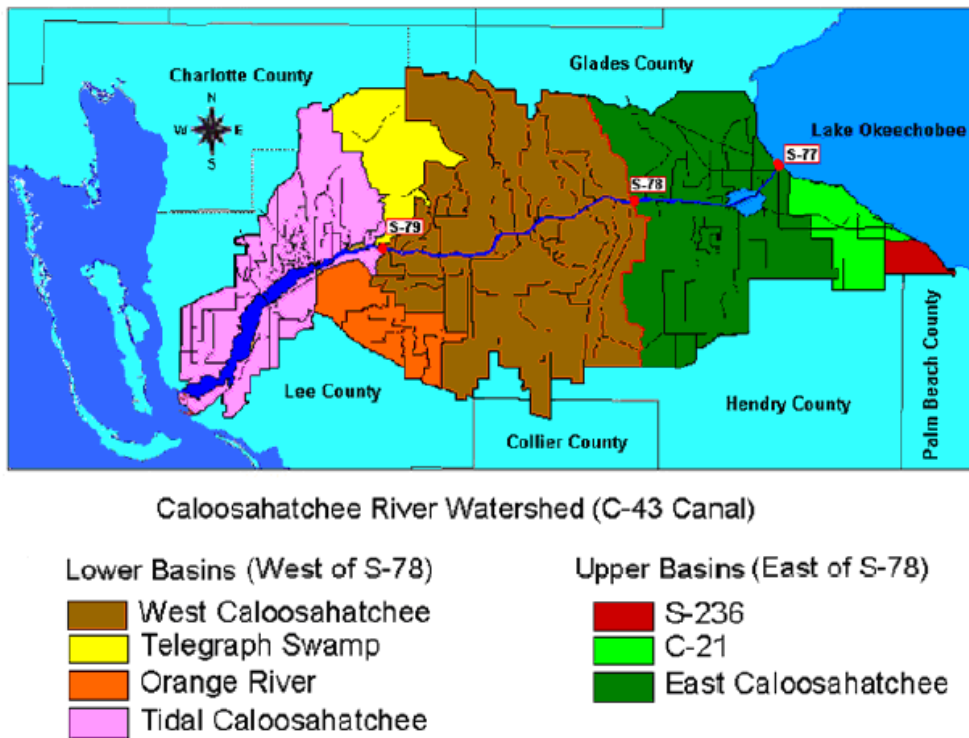 Glades County
Charlotte County
N
W E
S
Lake Okeechobee
S-77
S-78
S-79
Lee County
Hendry County
Collier County
Palm Beach County
Caloosahatchee River Watershed (C-43 Canal)
Lower Basins (West of S-78)
West Caloosahatchee
Telegraph Swamp
Orange River
Tidal Caloosahatchee
Upper Basins (East of S-78)
S-236
C-21
East Caloosahatchee